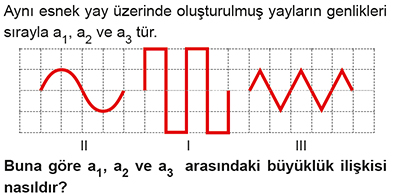 Aynı esnek yay üzerinde oluşturulmuş yayların genlikleri
sırayla a₁, a₂ ve a₃ tür.
II I III
Buna göre a₁, a₂ ve a₃ arasındaki büyüklük ilişkisi
nasıldır?